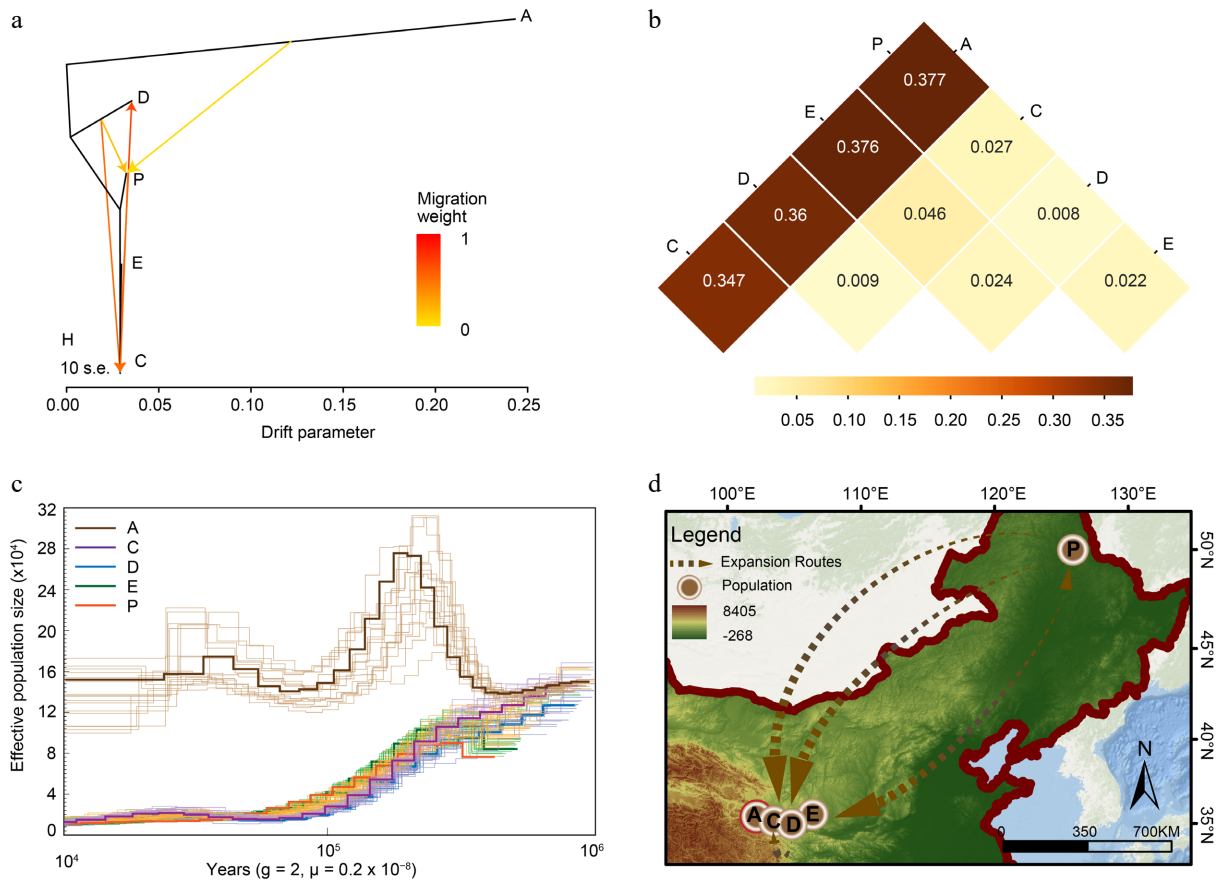 a
A
D
P
E
H
10 s.e.
C
Migration
weight
1
0
0.00 0.05 0.10 0.15 0.20 0.25
Drift parameter
b
P A
0.377
E C
0.376 0.027
D D
0.36 0.046 0.008
C E
0.347 0.009 0.024 0.022
0.05 0.10 0.15 0.20 0.25 0.30 0.35
c
Effective population size (x10⁴)
32
28
24
20
16
12
8
4
0
A
C
D
E
P
10⁴ 10⁵ 10⁶
Years (g = 2, μ = 0.2 x 10⁻⁸)
d
100°E 110°E 120°E 130°E
Legend
Expansion Routes
Population
8405
-268
P
50°N
45°N
40°N
35°N
N
A C D E
0 350 700KM